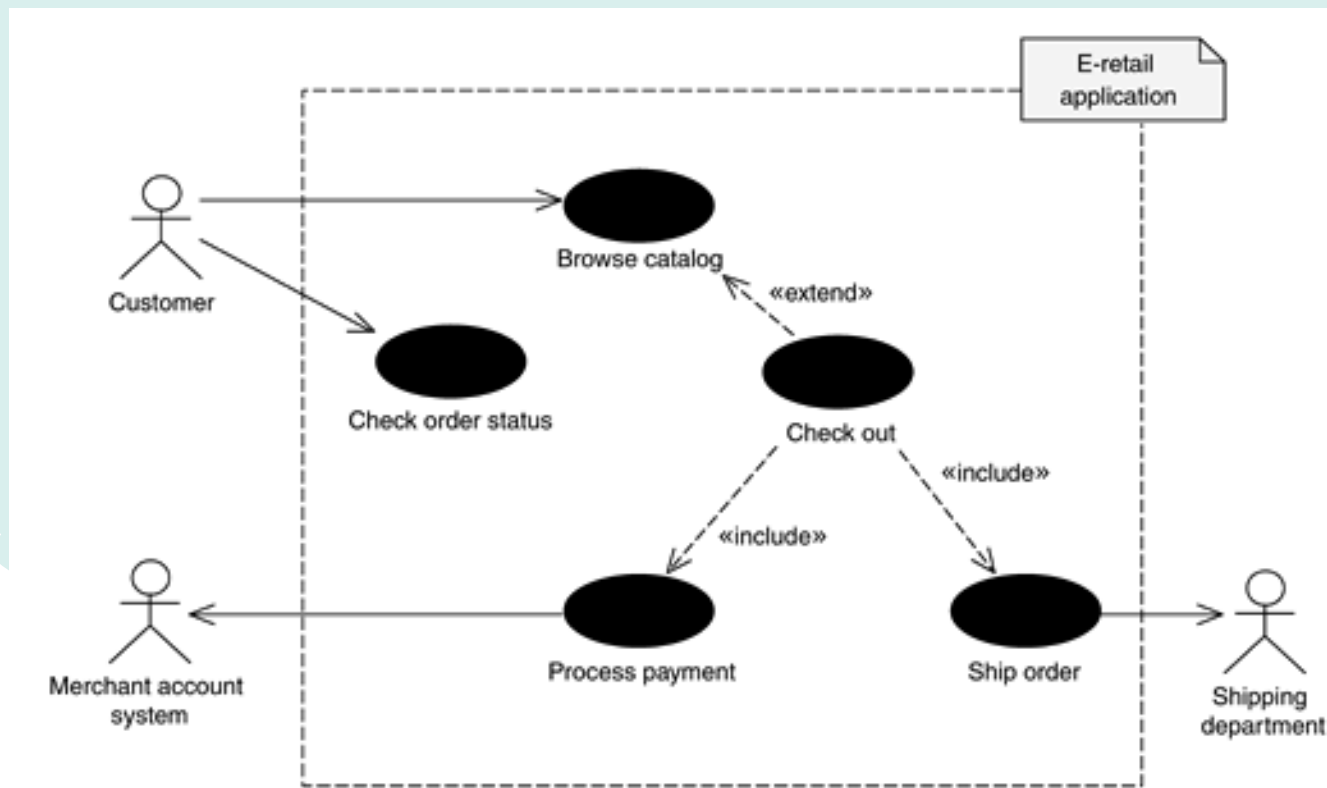 E-retail
application
Browse catalog
«extend»
Customer
Check order status
Check out
«include»
«include»
Process payment
Ship order
Merchant account
system
Shipping
department